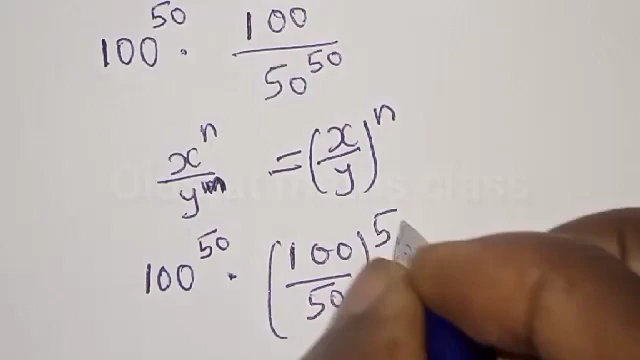 100^50 · 100/50^50
x^n/y^n = (x/y)^n
100^50 · (100/50)^5